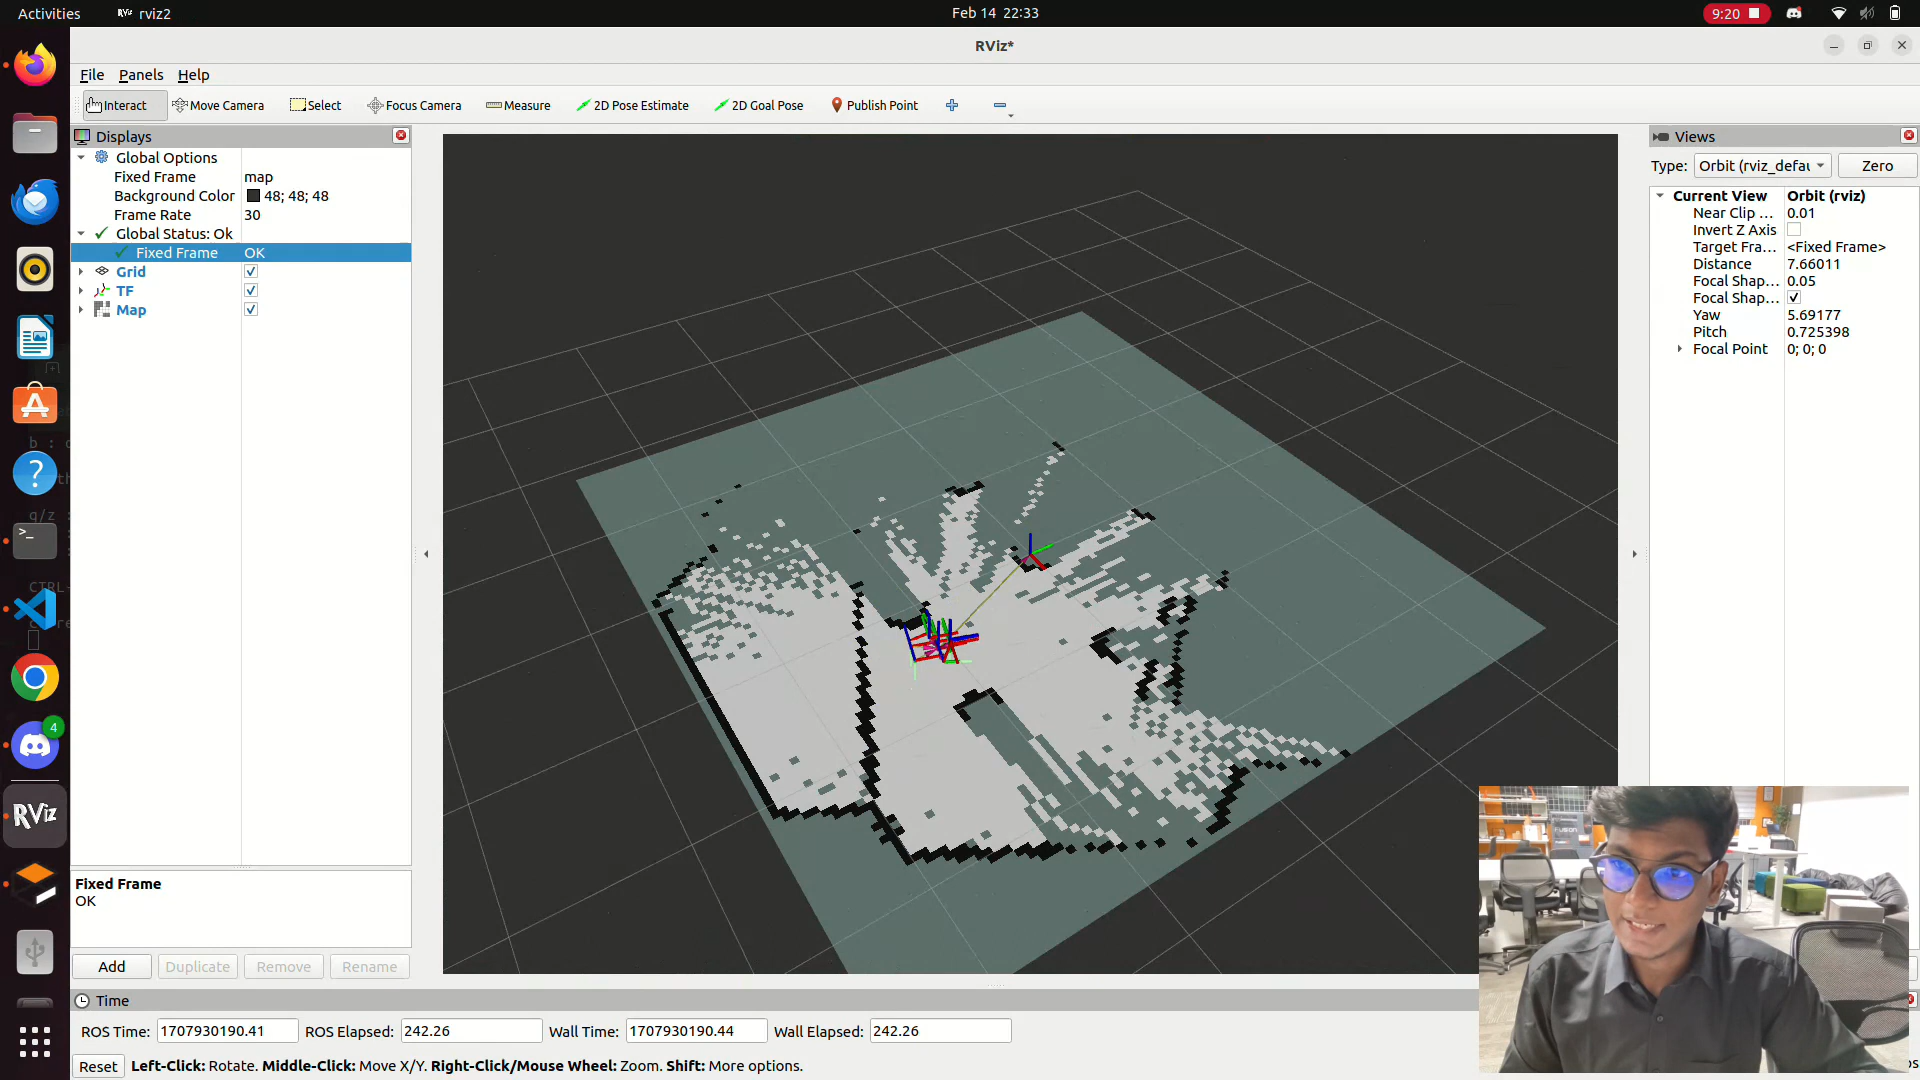 Activities
RViz rviz2
Feb 14 22:33
9:20
RViz*
File Panels Help
Interact Move Camera Select Focus Camera Measure 2D Pose Estimate 2D Goal Pose Publish Point
Displays
Global Options
Fixed Frame map
Background Color 48; 48; 48
Frame Rate 30
Global Status: Ok
Fixed Frame OK
Grid
TF
Map
Fixed Frame
OK
Add Duplicate Remove Rename
Views
Type: Orbit (rviz_defau Zero
Current View Orbit (rviz)
Near Clip ... 0.01
Invert Z Axis
Target Fra... <Fixed Frame>
Distance 7.66011
Focal Shap... 0.05
Focal Shap...
Yaw 5.69177
Pitch 0.725398
Focal Point 0; 0; 0
b :
q/z :
CTRL-
4
RViz
Time
ROS Time: 1707930190.41 ROS Elapsed: 242.26 Wall Time: 1707930190.44 Wall Elapsed: 242.26
Reset Left-Click: Rotate. Middle-Click: Move X/Y. Right-Click/Mouse Wheel: Zoom. Shift: More options.